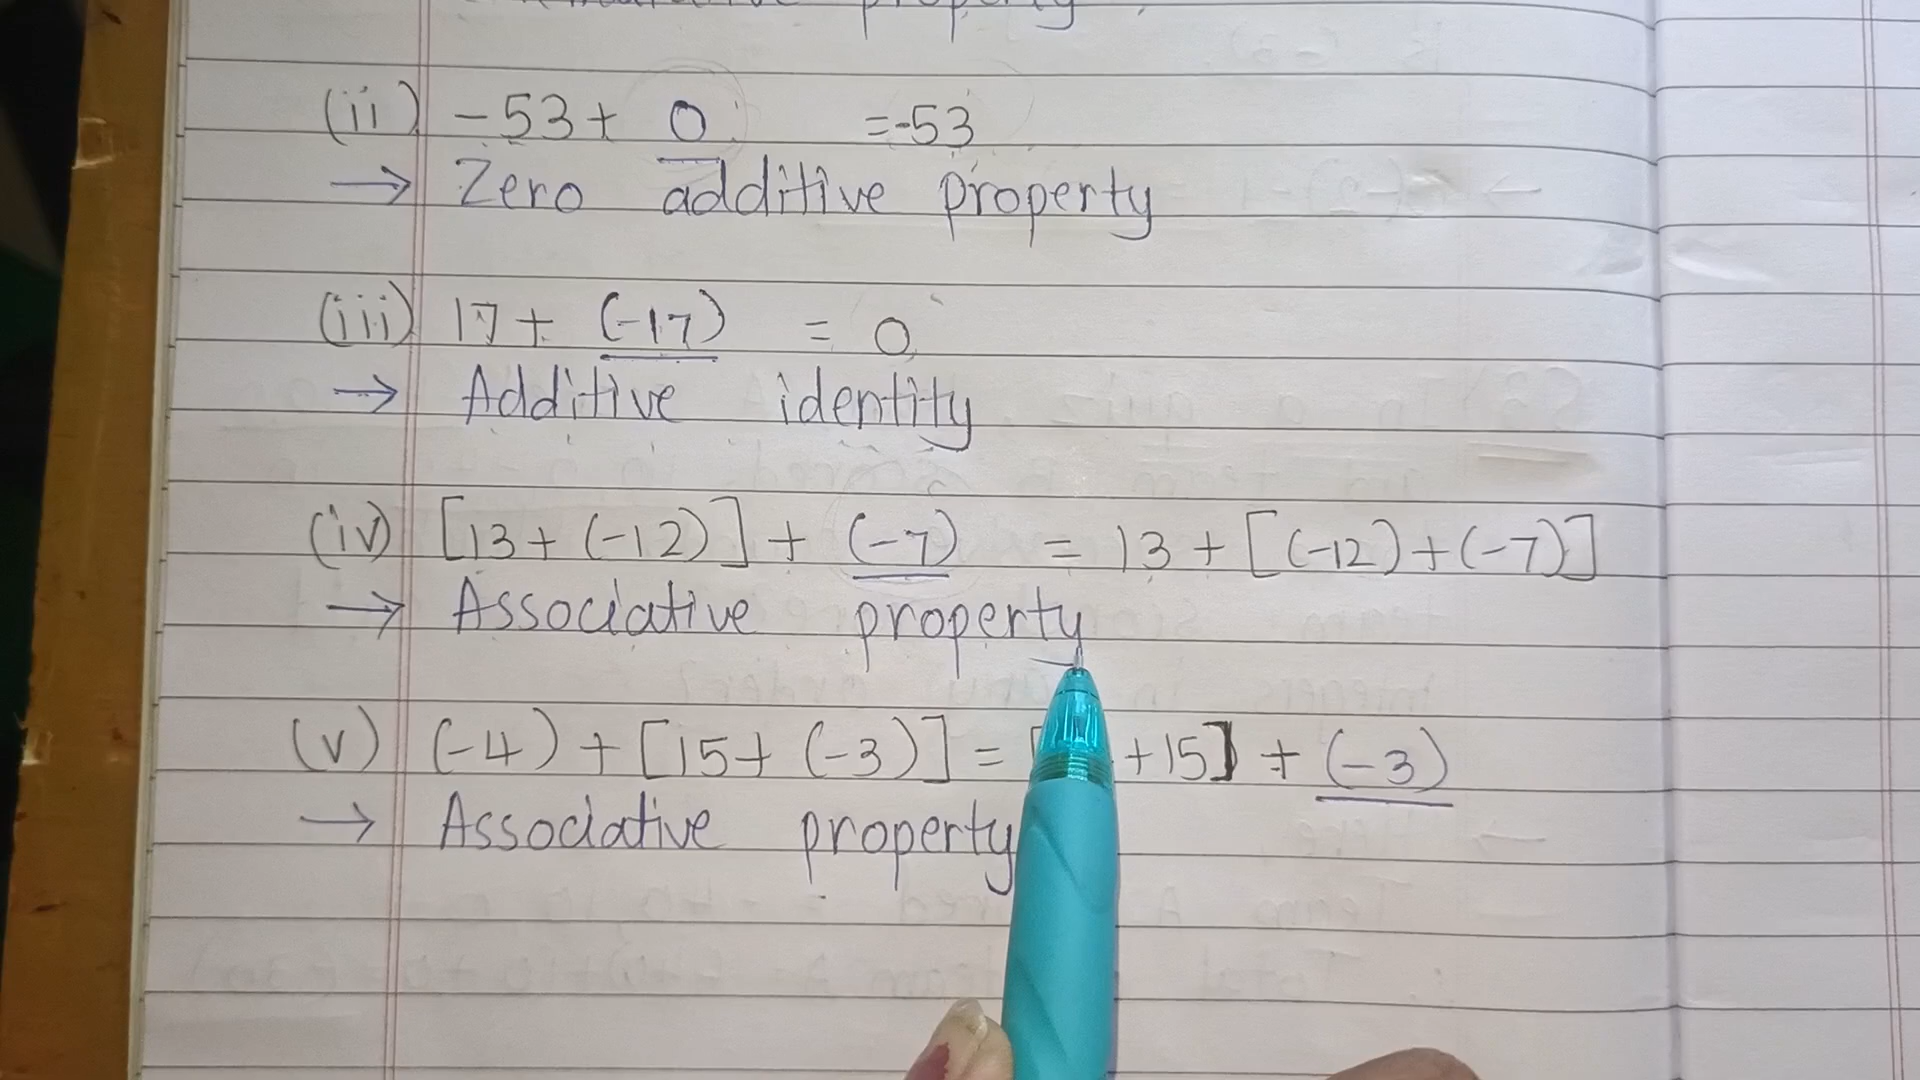 property
(ii) -53 + 0 = -53
→ Zero additive property
(iii) 17 + (-17) = 0
→ Additive identity
(iv) [13 + (-12)] + (-7) = 13 + [(-12) + (-7)]
→ Associative property
(v) (-4) + [15 + (-3)] = [ +15] + (-3)
→ Associative property